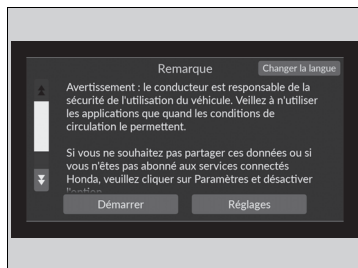 Remarque
Changer la langue
Avertissement : le conducteur est responsable de la
sécurité de l'utilisation du véhicule. Veillez à n'utiliser
les applications que quand les conditions de
circulation le permettent.
Si vous ne souhaitez pas partager ces données ou si
vous n'êtes pas abonné aux services connectés
Honda, veuillez cliquer sur Paramètres et désactiver
l'option
Démarrer
Réglages